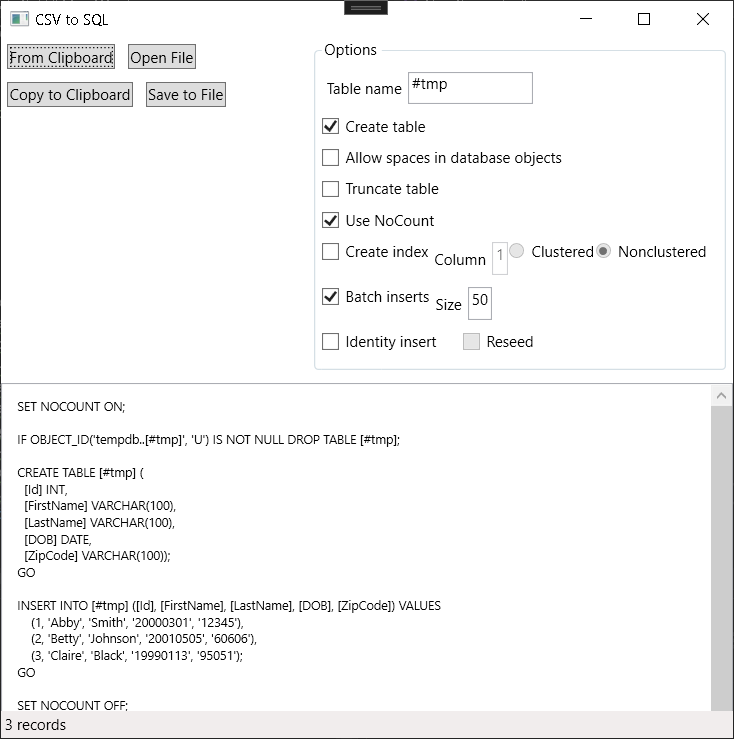 CSV to SQL
From Clipboard Open File
Copy to Clipboard Save to File
Options
Table name #tmp
Create table
Allow spaces in database objects
Truncate table
Use NoCount
Create index Column 1 Clustered Nonclustered
Batch inserts Size 50
Identity insert Reseed
SET NOCOUNT ON;
IF OBJECT_ID('tempdb..[#tmp]', 'U') IS NOT NULL DROP TABLE [#tmp];
CREATE TABLE [#tmp] (
[Id] INT,
[FirstName] VARCHAR(100),
[LastName] VARCHAR(100),
[DOB] DATE,
[ZipCode] VARCHAR(100));
GO
INSERT INTO [#tmp] ([Id], [FirstName], [LastName], [DOB], [ZipCode]) VALUES
(1, 'Abby', 'Smith', '20000301', '12345'),
(2, 'Betty', 'Johnson', '20010505', '60606'),
(3, 'Claire', 'Black', '19990113', '95051');
GO
SET NOCOUNT OFF;
3 records